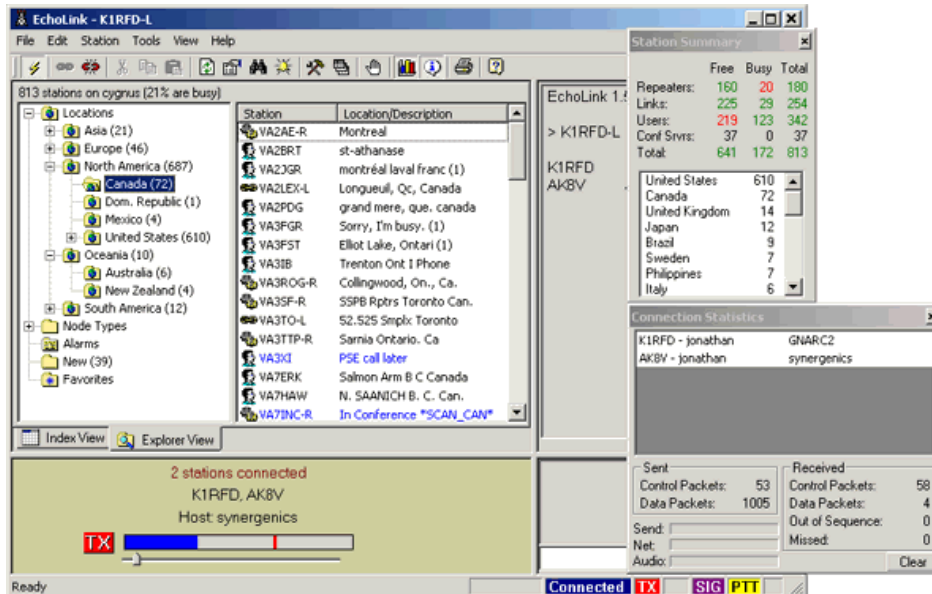 EchoLink - K1RFD-L
File Edit Station Tools View Help
813 stations on cygnus (21% are busy)
Locations
Asia (21)
Europe (46)
North America (687)
Canada (72)
Dom. Republic (1)
Mexico (4)
United States (610)
Oceania (10)
Australia (6)
New Zealand (4)
South America (12)
Node Types
Alarms
New (39)
Favorites
Station Location/Description
VA2AE-R Montreal
VA2BRT st-athanase
VA2JGR montréal laval franc (1)
VA2LEX-L Longueuil, Qc, Canada
VA2PDG grand mere, que. canada
VA3FGR Sorry, I'm busy. (1)
VA3FST Elliot Lake, Ontari (1)
VA3IB Trenton Ont I Phone
VA3ROG-R Collingwood, On., Ca.
VA3SF-R SSPB Rptrs Toronto Can.
VA3TO-L 52.525 Smplx Toronto
VA3TTP-R Sarnia Ontario. Ca
VA3XI PSE call later
VA7ERK Salmon Arm B C Canada
VA7HAW N. SAANICH B. C. Can.
VA7INC-R In Conference *SCAN_CAN*
Index View Explorer View
EchoLink 1.5
> K1RFD-L
K1RFD
AK8V
Station Summary
Free Busy Total
Repeaters: 160 20 180
Links: 225 29 254
Users: 219 123 342
Conf Srvrs: 37 0 37
Total: 641 172 813
United States 610
Canada 72
United Kingdom 14
Japan 12
Brazil 9
Sweden 7
Philippines 7
Italy 6
Connection Statistics
K1RFD - jonathan GNARC2
AK8V - jonathan synergenics
Sent
Control Packets: 53
Data Packets: 1005
Received
Control Packets: 58
Data Packets: 4
Out of Sequence: 0
Missed: 0
Send:
Net:
Audio:
Clear
2 stations connected
K1RFD, AK8V
Host: synergenics
TX
Ready
Connected TX SIG PTT